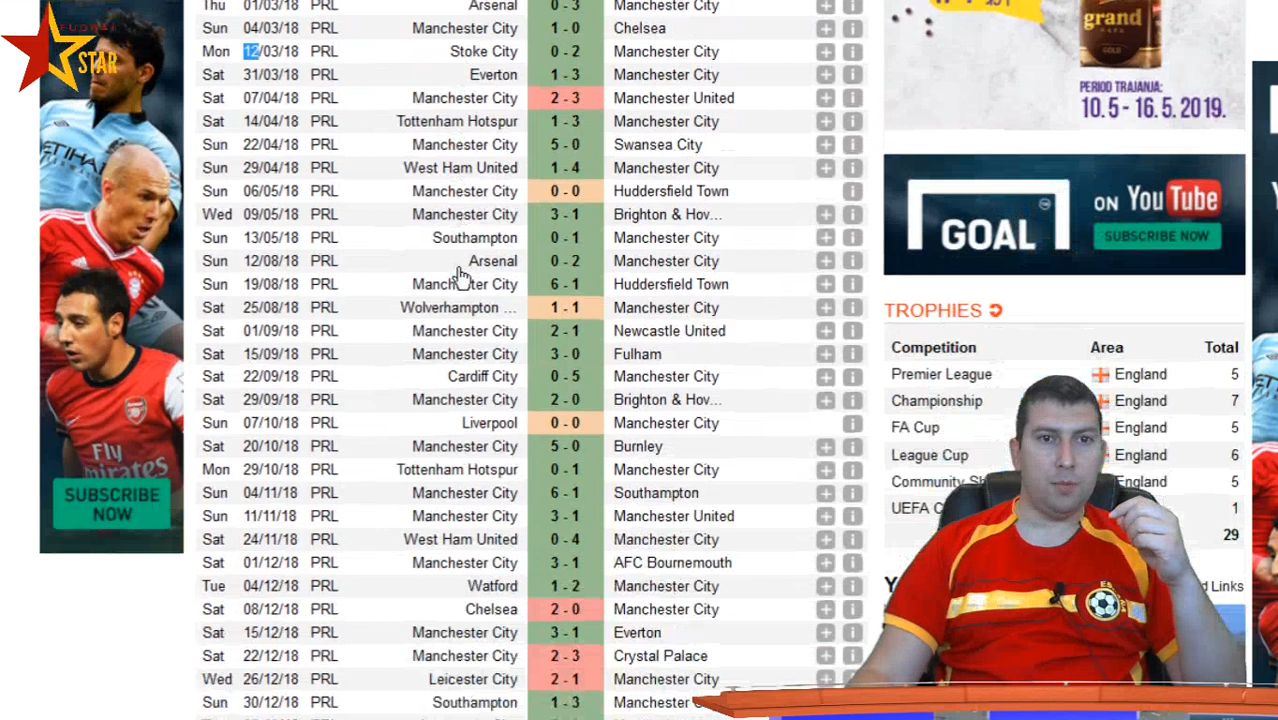 Thu 01/03/18 PRL Arsenal 0 - 3 Manchester City
Sun 04/03/18 PRL Manchester City 1 - 0 Chelsea
Mon 12/03/18 PRL Stoke City 0 - 2 Manchester City
Sat 31/03/18 PRL Everton 1 - 3 Manchester City
Sat 07/04/18 PRL Manchester City 2 - 3 Manchester United
Sat 14/04/18 PRL Tottenham Hotspur 1 - 3 Manchester City
Sun 22/04/18 PRL Manchester City 5 - 0 Swansea City
Sun 29/04/18 PRL West Ham United 1 - 4 Manchester City
Sun 06/05/18 PRL Manchester City 0 - 0 Huddersfield Town
Wed 09/05/18 PRL Manchester City 3 - 1 Brighton & Hov...
Sun 13/05/18 PRL Southampton 0 - 1 Manchester City
Sun 12/08/18 PRL Arsenal 0 - 2 Manchester City
Sun 19/08/18 PRL Manchester City 6 - 1 Huddersfield Town
Sat 25/08/18 PRL Wolverhampton ... 1 - 1 Manchester City
Sat 01/09/18 PRL Manchester City 2 - 1 Newcastle United
Sat 15/09/18 PRL Manchester City 3 - 0 Fulham
Sat 22/09/18 PRL Cardiff City 0 - 5 Manchester City
Sat 29/09/18 PRL Manchester City 2 - 0 Brighton & Hov...
Sun 07/10/18 PRL Liverpool 0 - 0 Manchester City
Sat 20/10/18 PRL Manchester City 5 - 0 Burnley
Mon 29/10/18 PRL Tottenham Hotspur 0 - 1 Manchester City
Sun 04/11/18 PRL Manchester City 6 - 1 Southampton
Sun 11/11/18 PRL Manchester City 3 - 1 Manchester United
Sat 24/11/18 PRL West Ham United 0 - 4 Manchester City
Sat 01/12/18 PRL Manchester City 3 - 1 AFC Bournemouth
Tue 04/12/18 PRL Watford 1 - 2 Manchester City
Sat 08/12/18 PRL Chelsea 2 - 0 Manchester City
Sat 15/12/18 PRL Manchester City 3 - 1 Everton
Sat 22/12/18 PRL Manchester City 2 - 3 Crystal Palace
Wed 26/12/18 PRL Leicester City 2 - 1 Manchester City
Sun 30/12/18 PRL Southampton 1 - 3 Manchester
STAR
Fly
Emirates
SUBSCRIBE
NOW
grand
GOLD
PERIOD TRAJANJA:
10.5 - 16.5. 2019.
GOAL
ON YouTube
SUBSCRIBE NOW
TROPHIES
Competition Area Total
Premier League England 5
Championship England 7
FA Cup England 5
League Cup England 6
Community England 5
UEFA 1
29
Links